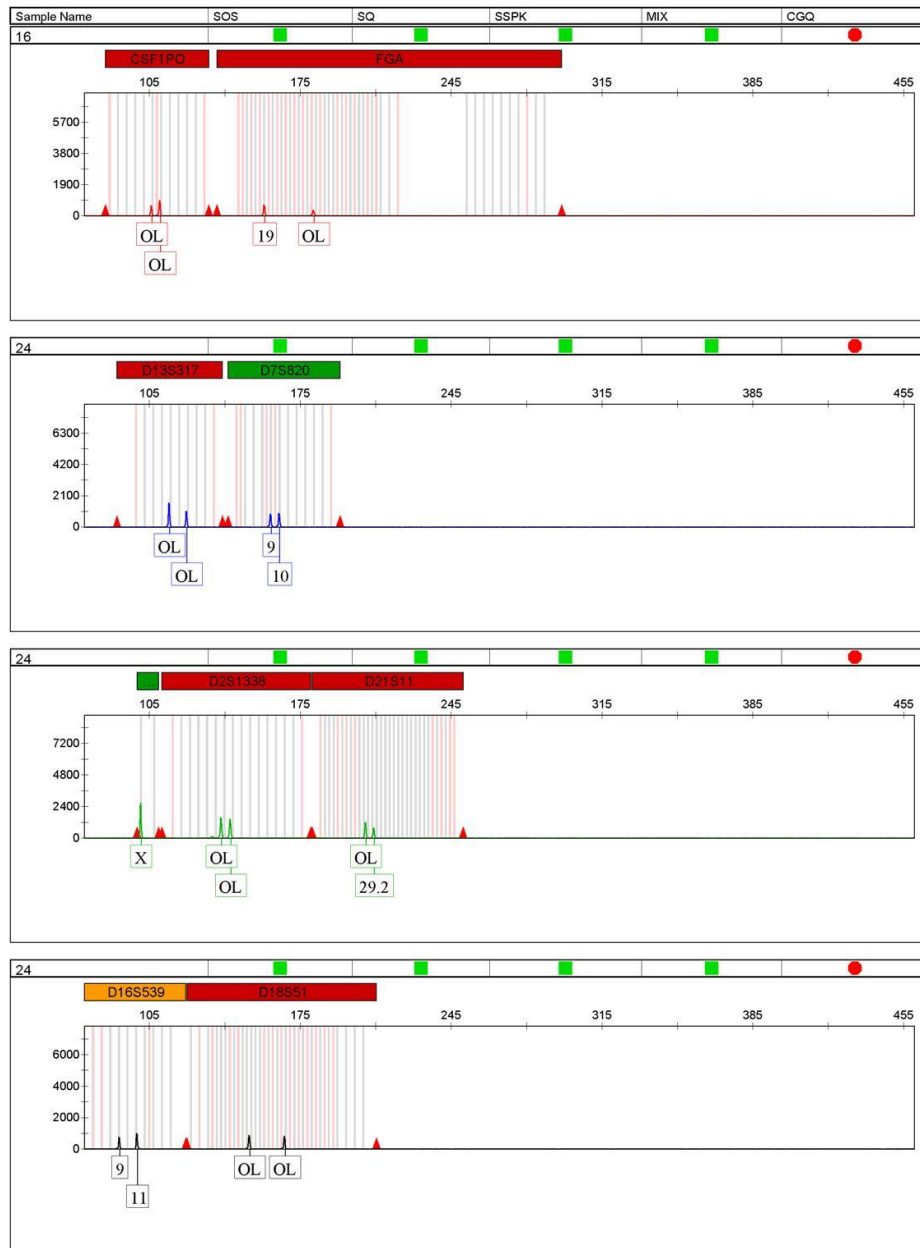 Sample Name SOS SQ SSPK MIX CGQ
16
CSF1PO FGA
105 175 245 315 385 455
5700
3800
1900
0
OL 19 OL
OL
24
D13S317 D7S820
105 175 245 315 385 455
6300
4200
2100
0
OL 9
OL 10
24
D2S1338 D21S11
105 175 245 315 385 455
7200
4800
2400
0
X OL OL
OL 29.2
24
D16S539 D18S51
105 175 245 315 385 455
6000
4000
2000
0
9 OL OL
11